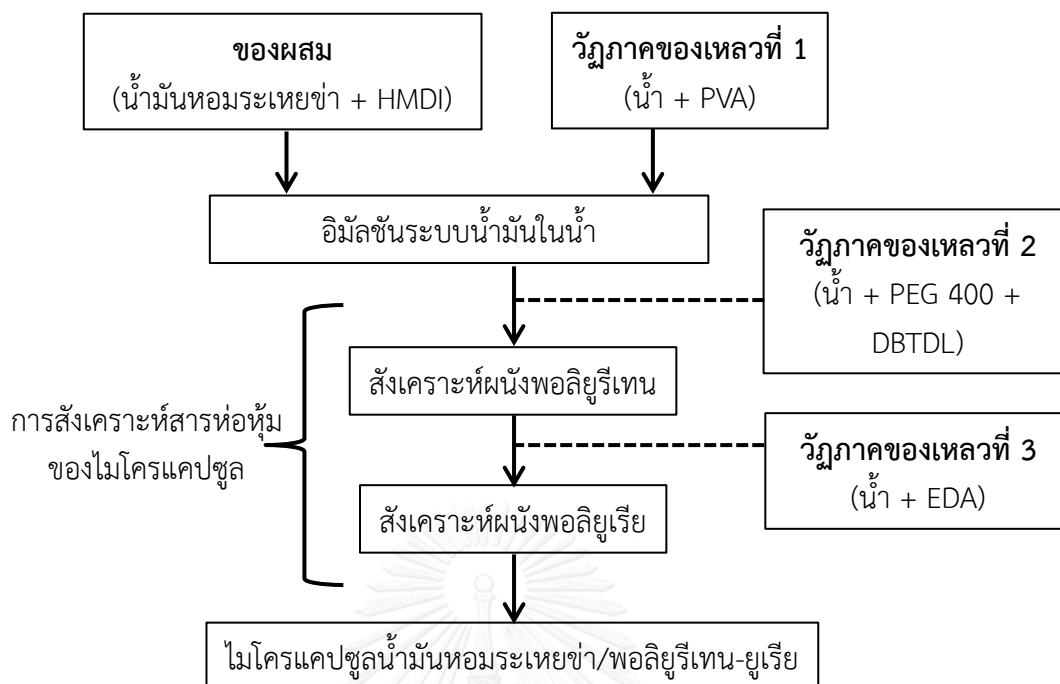 ของผสม
(น้ำมันหอมระเหยข่า + HMDI)
วัฏภาคของเหลวที่ 1
(น้ำ + PVA)
อิมัลชันระบบน้ำมันในน้ำ
วัฏภาคของเหลวที่ 2
(น้ำ + PEG 400 +
DBTDL)
สังเคราะห์ผนังพอลิยูรีเทน
การสังเคราะห์สารห่อหุ้ม
ของไมโครแคปซูล
วัฏภาคของเหลวที่ 3
(น้ำ + EDA)
สังเคราะห์ผนังพอลิยูเรีย
ไมโครแคปซูลน้ำมันหอมระเหยข่า/พอลิยูรีเทน-ยูเรีย